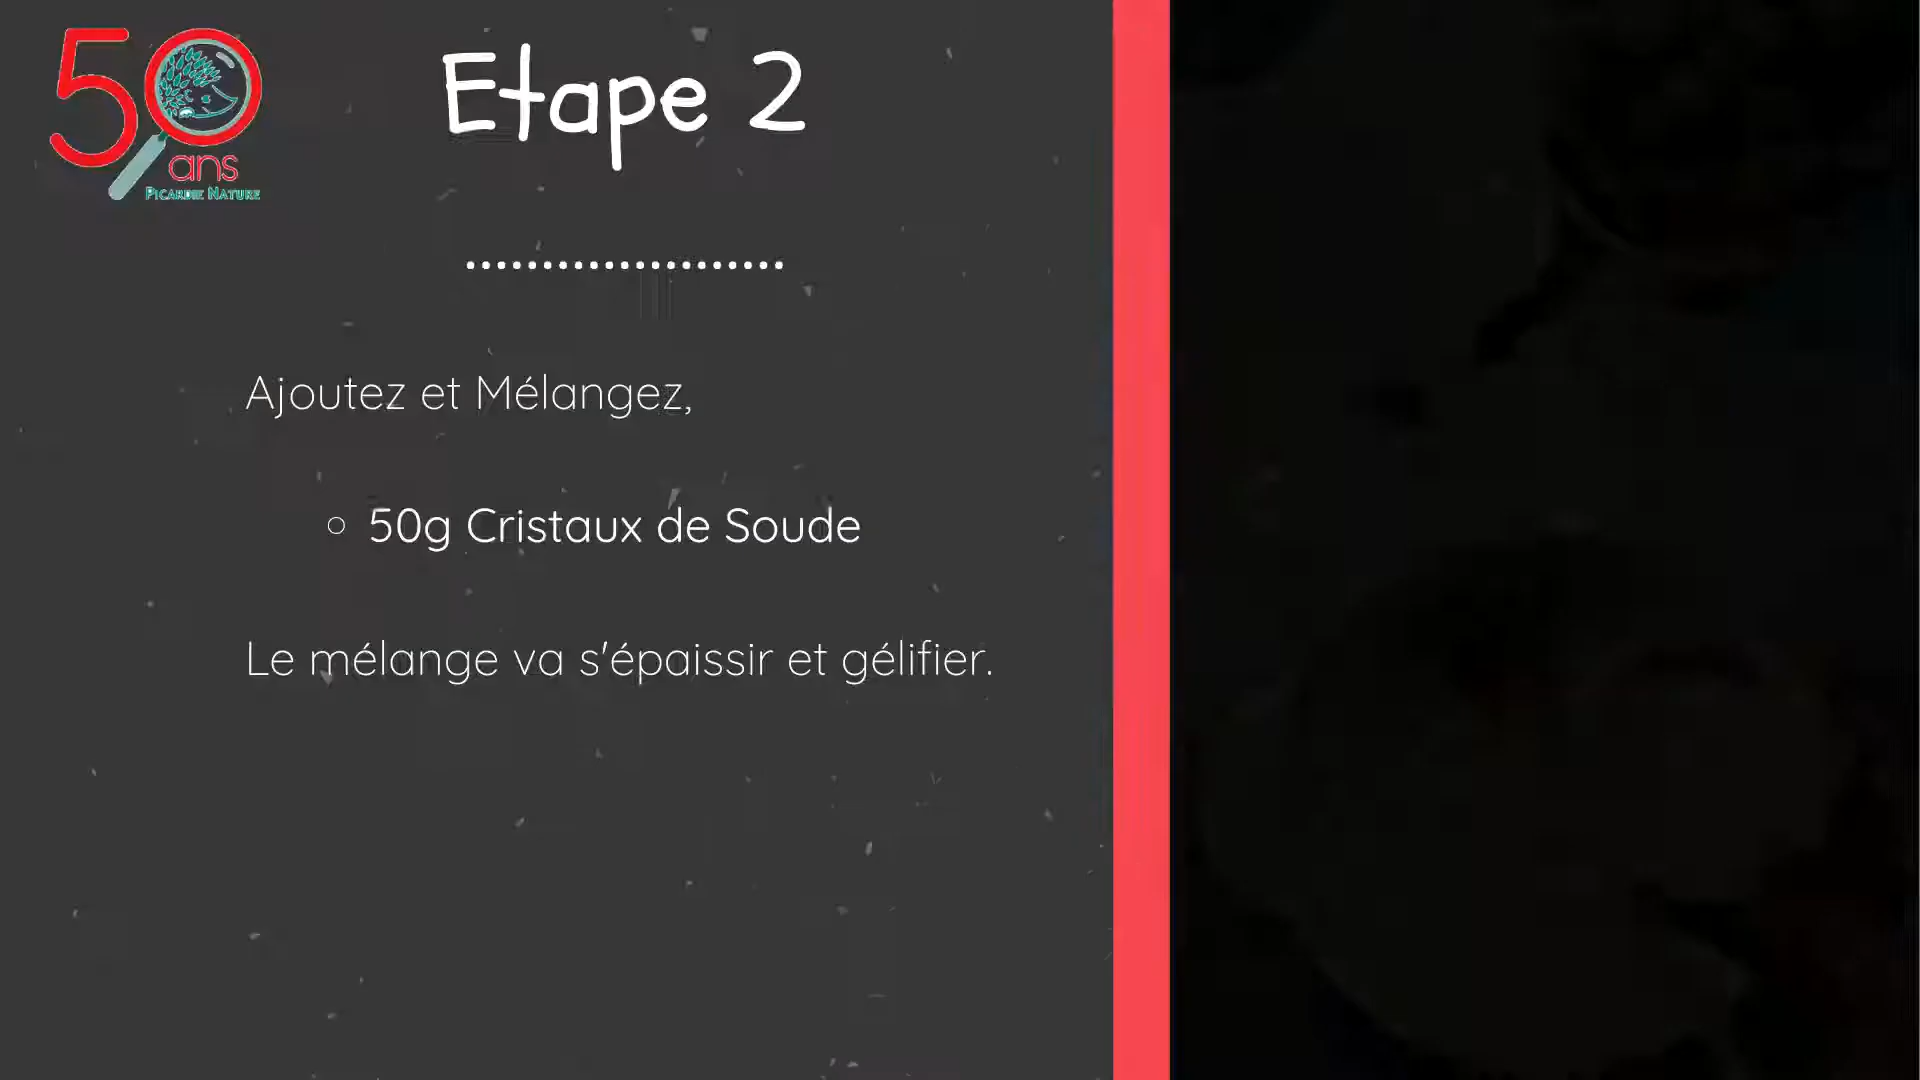 50
ans
PICARDIE NATURE
Etape 2
Ajoutez et Mélangez,
50g Cristaux de Soude
Le mélange va s'épaissir et gélifier.